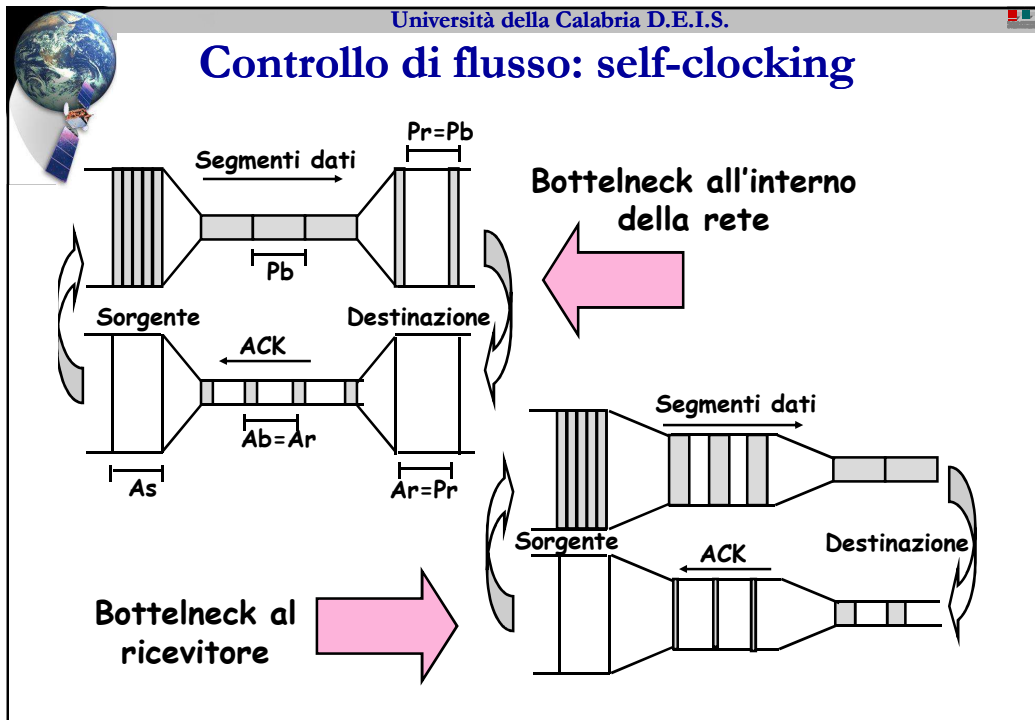 Università della Calabria D.E.I.S.
Controllo di flusso: self-clocking
Pr=Pb
Segmenti dati
Pb
Bottelneck all'interno
della rete
Sorgente
Destinazione
ACK
Ab=Ar
As
Ar=Pr
Segmenti dati
Sorgente
ACK
Destinazione
Bottelneck al
ricevitore